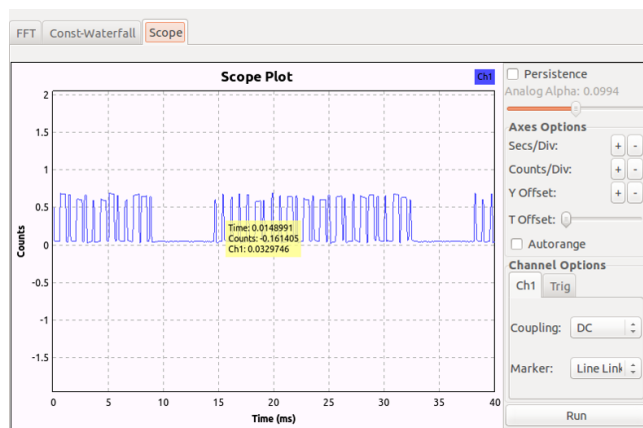 FFT Const-Waterfall Scope
Scope Plot
Ch1
2
1.5
1
0.5
0
-0.5
-1
-1.5
Counts
Time: 0.0148991
Counts: -0.161405
Ch1: 0.0329746
0 5 10 15 20 25 30 35 40
Time (ms)
Persistence
Analog Alpha: 0.0994
Axes Options
Secs/Div: + -
Counts/Div: + -
Y Offset: + -
T Offset:
Autorange
Channel Options
Ch1 Trig
Coupling: DC
Marker: Line Link
Run